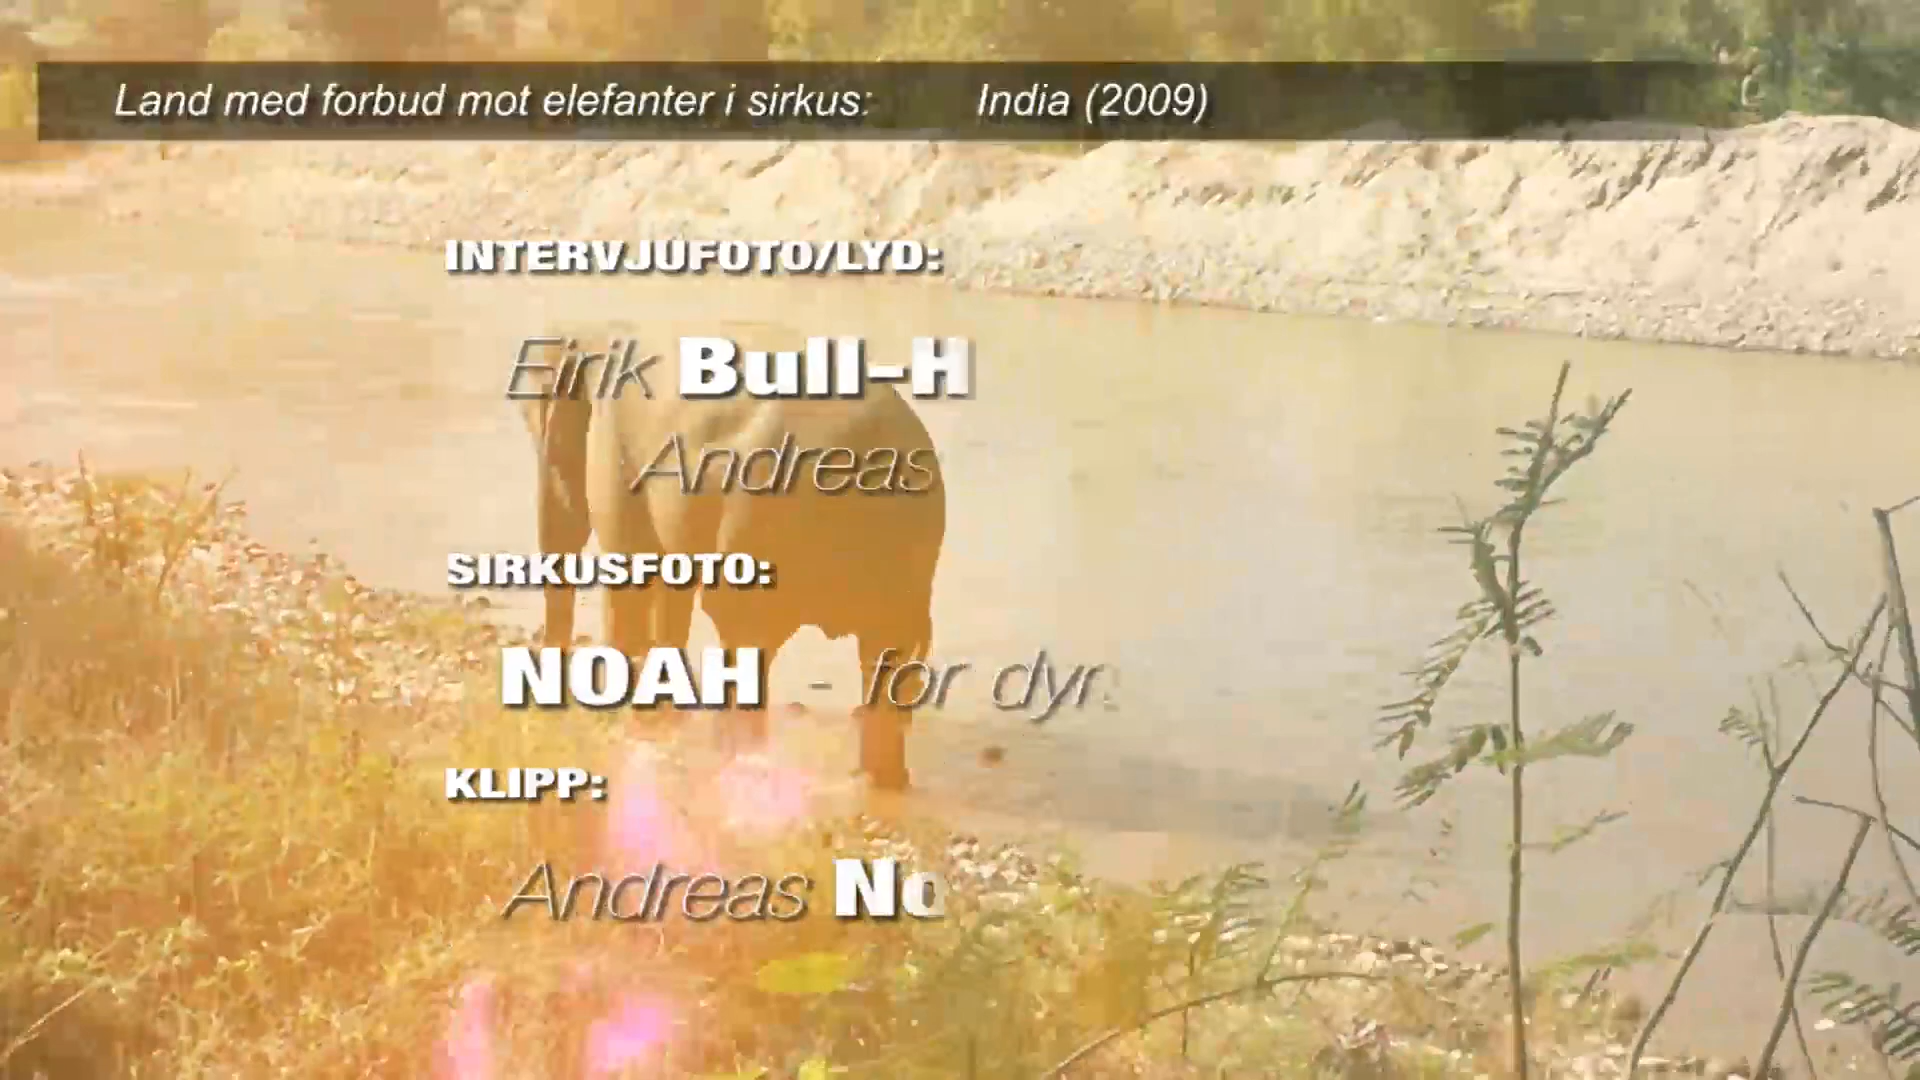 Land med forbud mot elefanter i sirkus: India (2009)
INTERVJUFOTO/LYD:
Eirik Bull-H
Andreas
SIRKUSFOTO:
NOAH - for dyr
KLIPP:
Andreas No